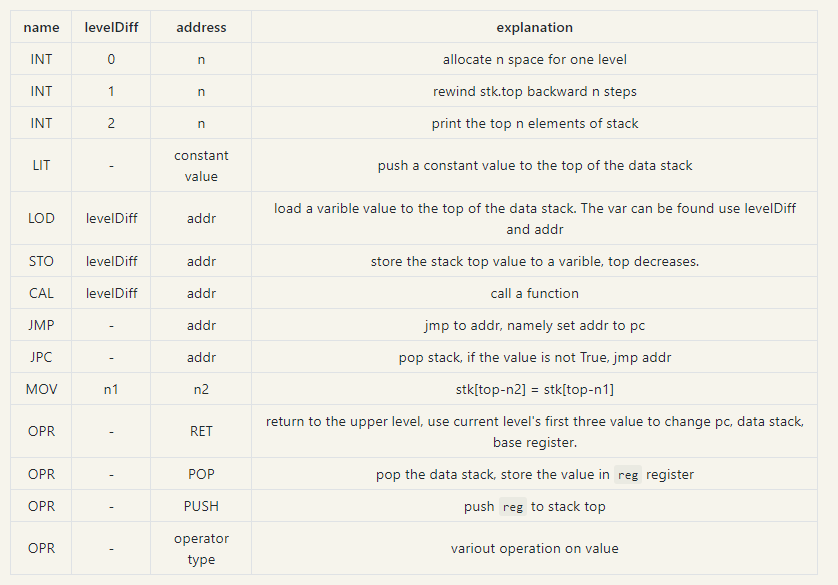 name levelDiff address explanation
INT 0 n allocate n space for one level
INT 1 n rewind stk.top backward n steps
INT 2 n print the top n elements of stack
LIT - constant
value push a constant value to the top of the data stack
LOD levelDiff addr load a varible value to the top of the data stack. The var can be found use levelDiff
and addr
STO levelDiff addr store the stack top value to a varible, top decreases.
CAL levelDiff addr call a function
JMP - addr jmp to addr, namely set addr to pc
JPC - addr pop stack, if the value is not True, jmp addr
MOV n1 n2 stk[top-n2] = stk[top-n1]
OPR - RET return to the upper level, use current level's first three value to change pc, data stack,
base register.
OPR - POP pop the data stack, store the value in reg register
OPR - PUSH push reg to stack top
OPR - operator
type variout operation on value